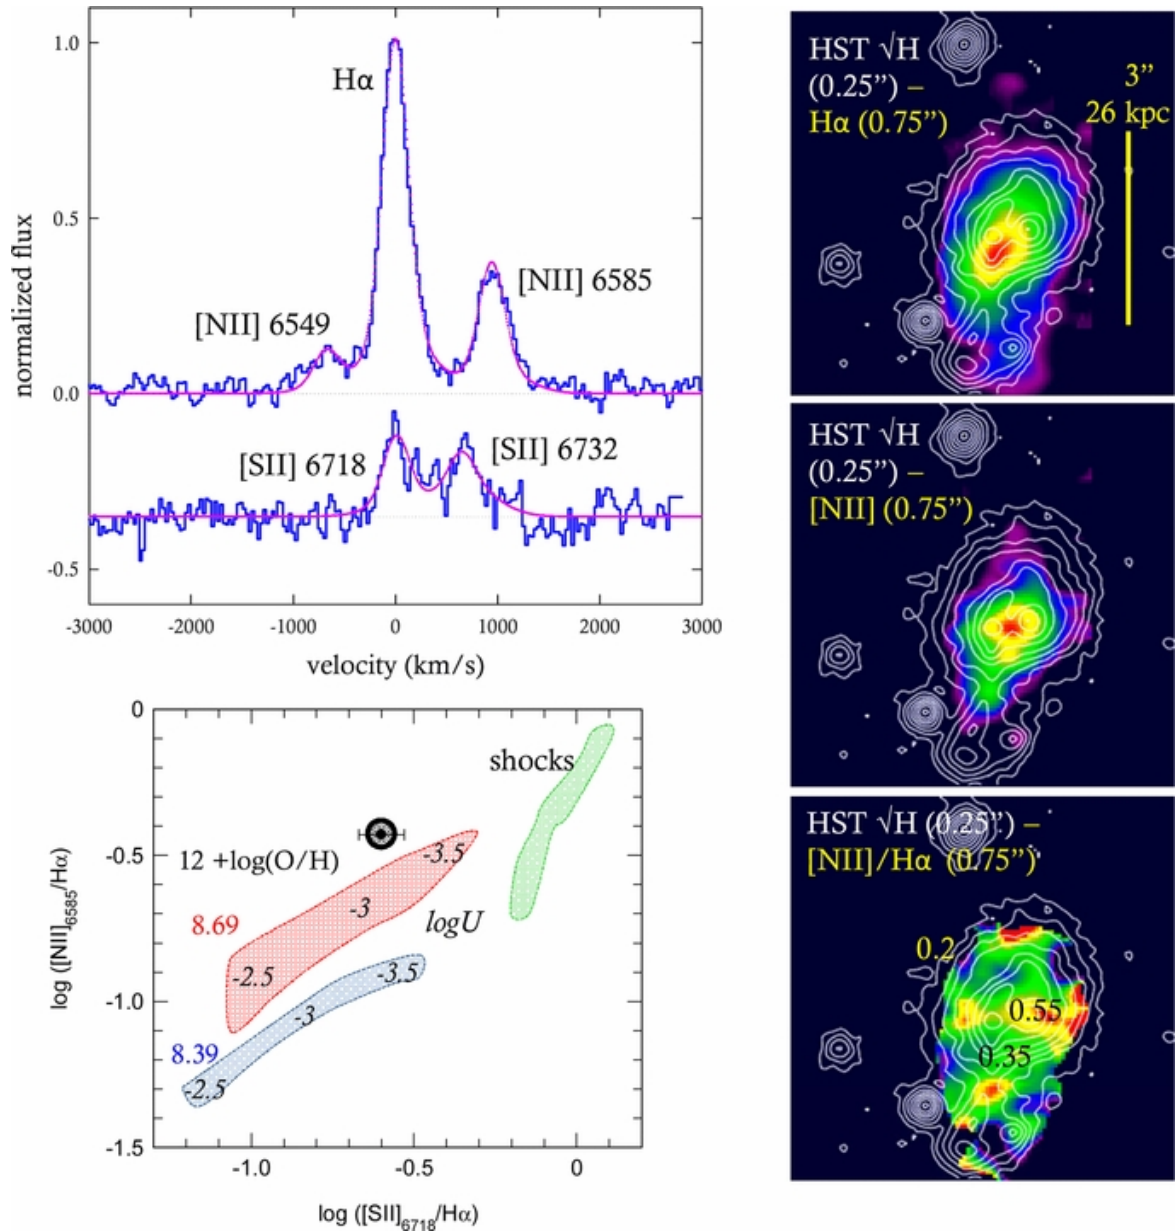 1.0
0.5
0.0
-0.5
normalized flux
Hα
[NII] 6549
[NII] 6585
[SII] 6718
[SII] 6732
-3000
-2000
-1000
0
1000
2000
3000
velocity (km/s)
0
-0.5
-1.0
-1.5
log ([NII]6585/Hα)
shocks
12 +log(O/H)
-3.5
-3
logU
8.69
-2.5
-3.5
-3
8.39
-2.5
-1.0
-0.5
0
log ([SII]6718/Hα)
HST √H
(0.25”) –
Hα (0.75”)
3”
26 kpc
HST √H
(0.25”) –
[NII] (0.75”)
HST √H (0.25”) –
[NII]/Hα (0.75”)
0.2
0.55
0.35